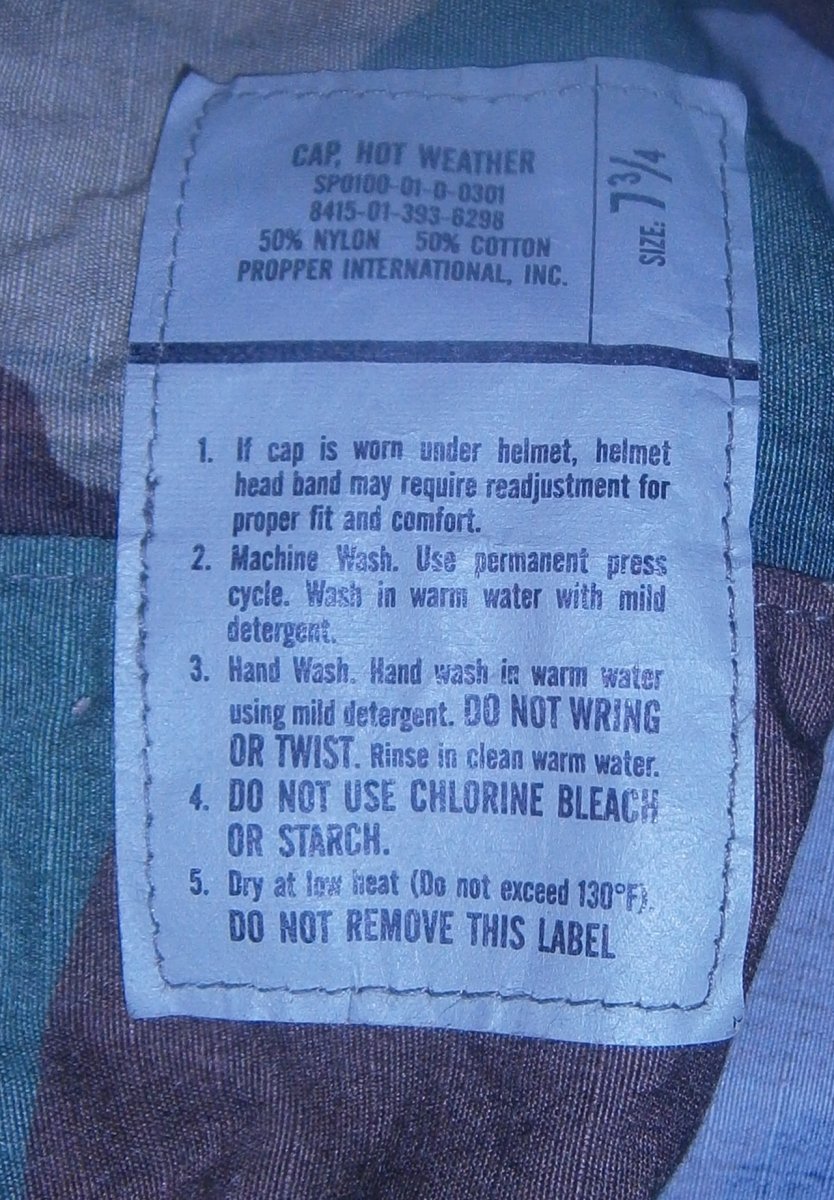 CAP, HOT WEATHER
SP0100-01-D-0301
8415-01-393-6298
50% NYLON 50% COTTON
PROPPER INTERNATIONAL, INC.
SIZE: 7 3/4
1. If cap is worn under helmet, helmet
head band may require readjustment for
proper fit and comfort.
2. Machine Wash. Use permanent press
cycle. Wash in warm water with mild
detergent.
3. Hand Wash. Hand wash in warm water
using mild detergent. DO NOT WRING
OR TWIST. Rinse in clean warm water.
4. DO NOT USE CHLORINE BLEACH
OR STARCH.
5. Dry at low heat (Do not exceed 130°F).
DO NOT REMOVE THIS LABEL